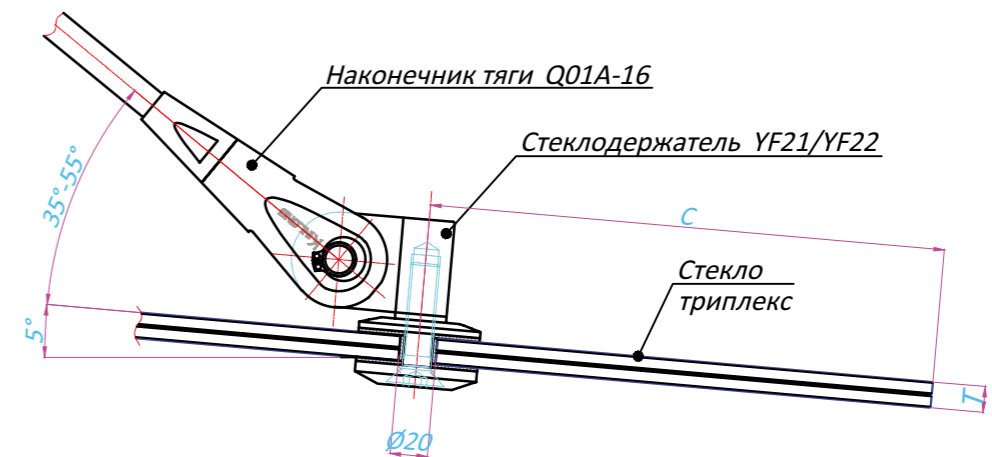 Наконечник тяги Q01A-16
Стеклодержатель YF21/YF22
35°-55°
C
Стекло
триплекс
5°
T
Ø20